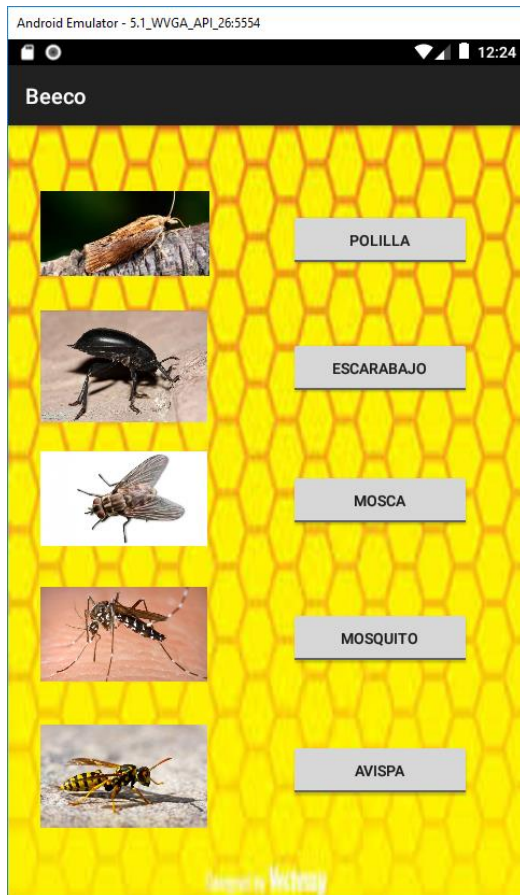 Android Emulator - 5.1_WVGA_API_26:5554
12:24
Beeco
POLILLA
ESCARABAJO
MOSCA
MOSQUITO
AVISPA